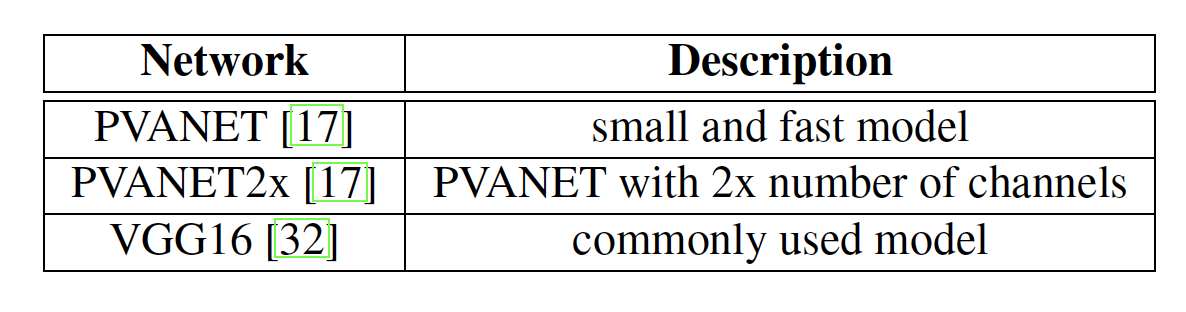 Network Description
PVANET [17] small and fast model
PVANET2x [17] PVANET with 2x number of channels
VGG16 [32] commonly used model